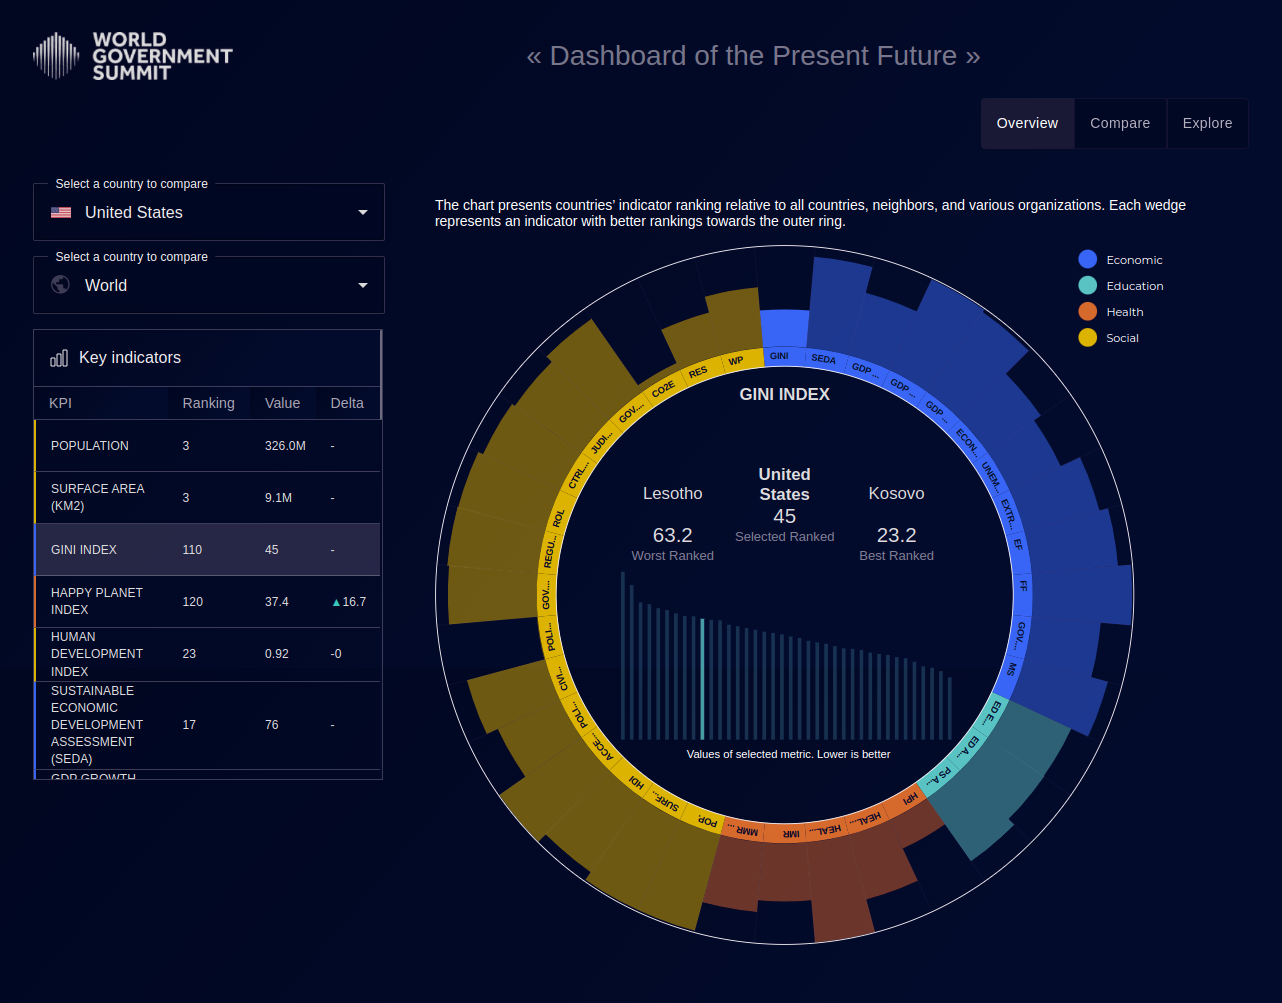 WORLD
GOVERNMENT
SUMMIT
« Dashboard of the Present Future »
Overview
Compare
Explore
Select a country to compare
United States
Select a country to compare
World
Key indicators
KPI Ranking Value Delta
POPULATION 3 326.0M -
SURFACE AREA
(KM2) 3 9.1M -
GINI INDEX 110 45 -
HAPPY PLANET
INDEX 120 37.4 ▲16.7
HUMAN
DEVELOPMENT
INDEX 23 0.92 -0
SUSTAINABLE
ECONOMIC
DEVELOPMENT
ASSESSMENT
(SEDA) 17 76 -
GDP GROWTH
The chart presents countries’ indicator ranking relative to all countries, neighbors, and various organizations. Each wedge
represents an indicator with better rankings towards the outer ring.
Economic
Education
Health
Social
GINI
SEDA
GDP ...
GDP ...
GDP ...
ECON...
UNEM...
EXTR...
EF
FF
GOV....
MS
ED E...
ED A...
PS A...
HPI
HEAL...
HEAL...
IMR
MMR ...
POP.
SURF...
HDI
ACCE...
POLI...
CIVI...
POLI...
GOV....
REGU...
ROL
CTRL...
JUDI...
GOV....
CO2E
RES
WP
GINI INDEX
Lesotho
63.2
Worst Ranked
United
States
45
Selected Ranked
Kosovo
23.2
Best Ranked
Values of selected metric. Lower is better